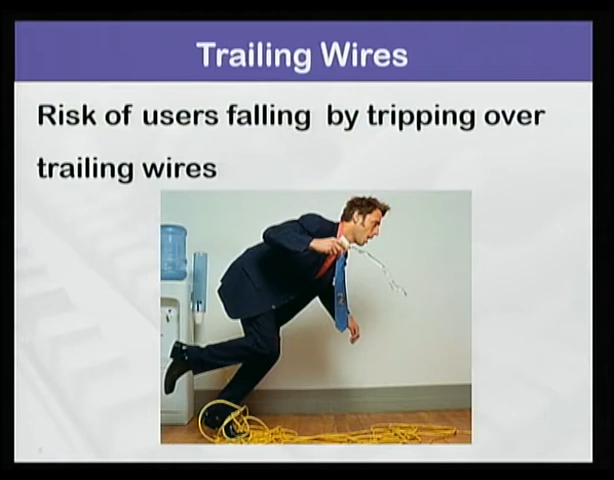 Trailing Wires
Risk of users falling by tripping over
trailing wires